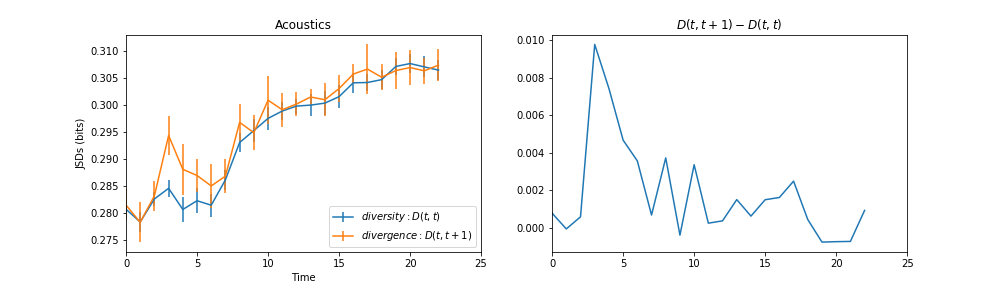 Acoustics
0.310
0.305
0.300
0.295
0.290
0.285
0.280
0.275
JSDs (bits)
0 5 10 15 20 25
Time
diversity : D(t, t)
divergence : D(t, t + 1)
D(t, t + 1) − D(t, t)
0.010
0.008
0.006
0.004
0.002
0.000
0 5 10 15 20 25